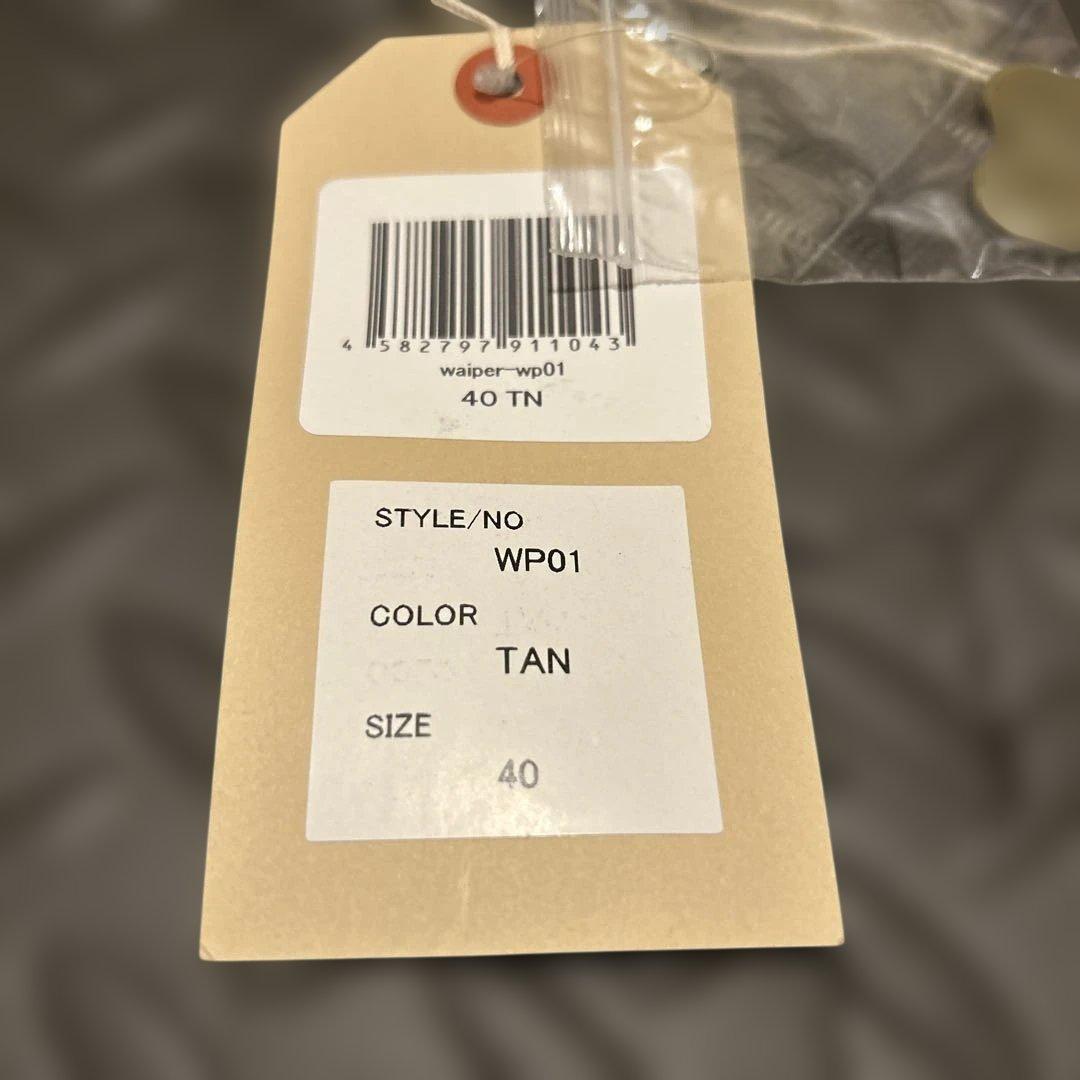 4 582797 911043
waiper-wp01
40 TN
STYLE/NO
WP01
COLOR
TAN
SIZE
40